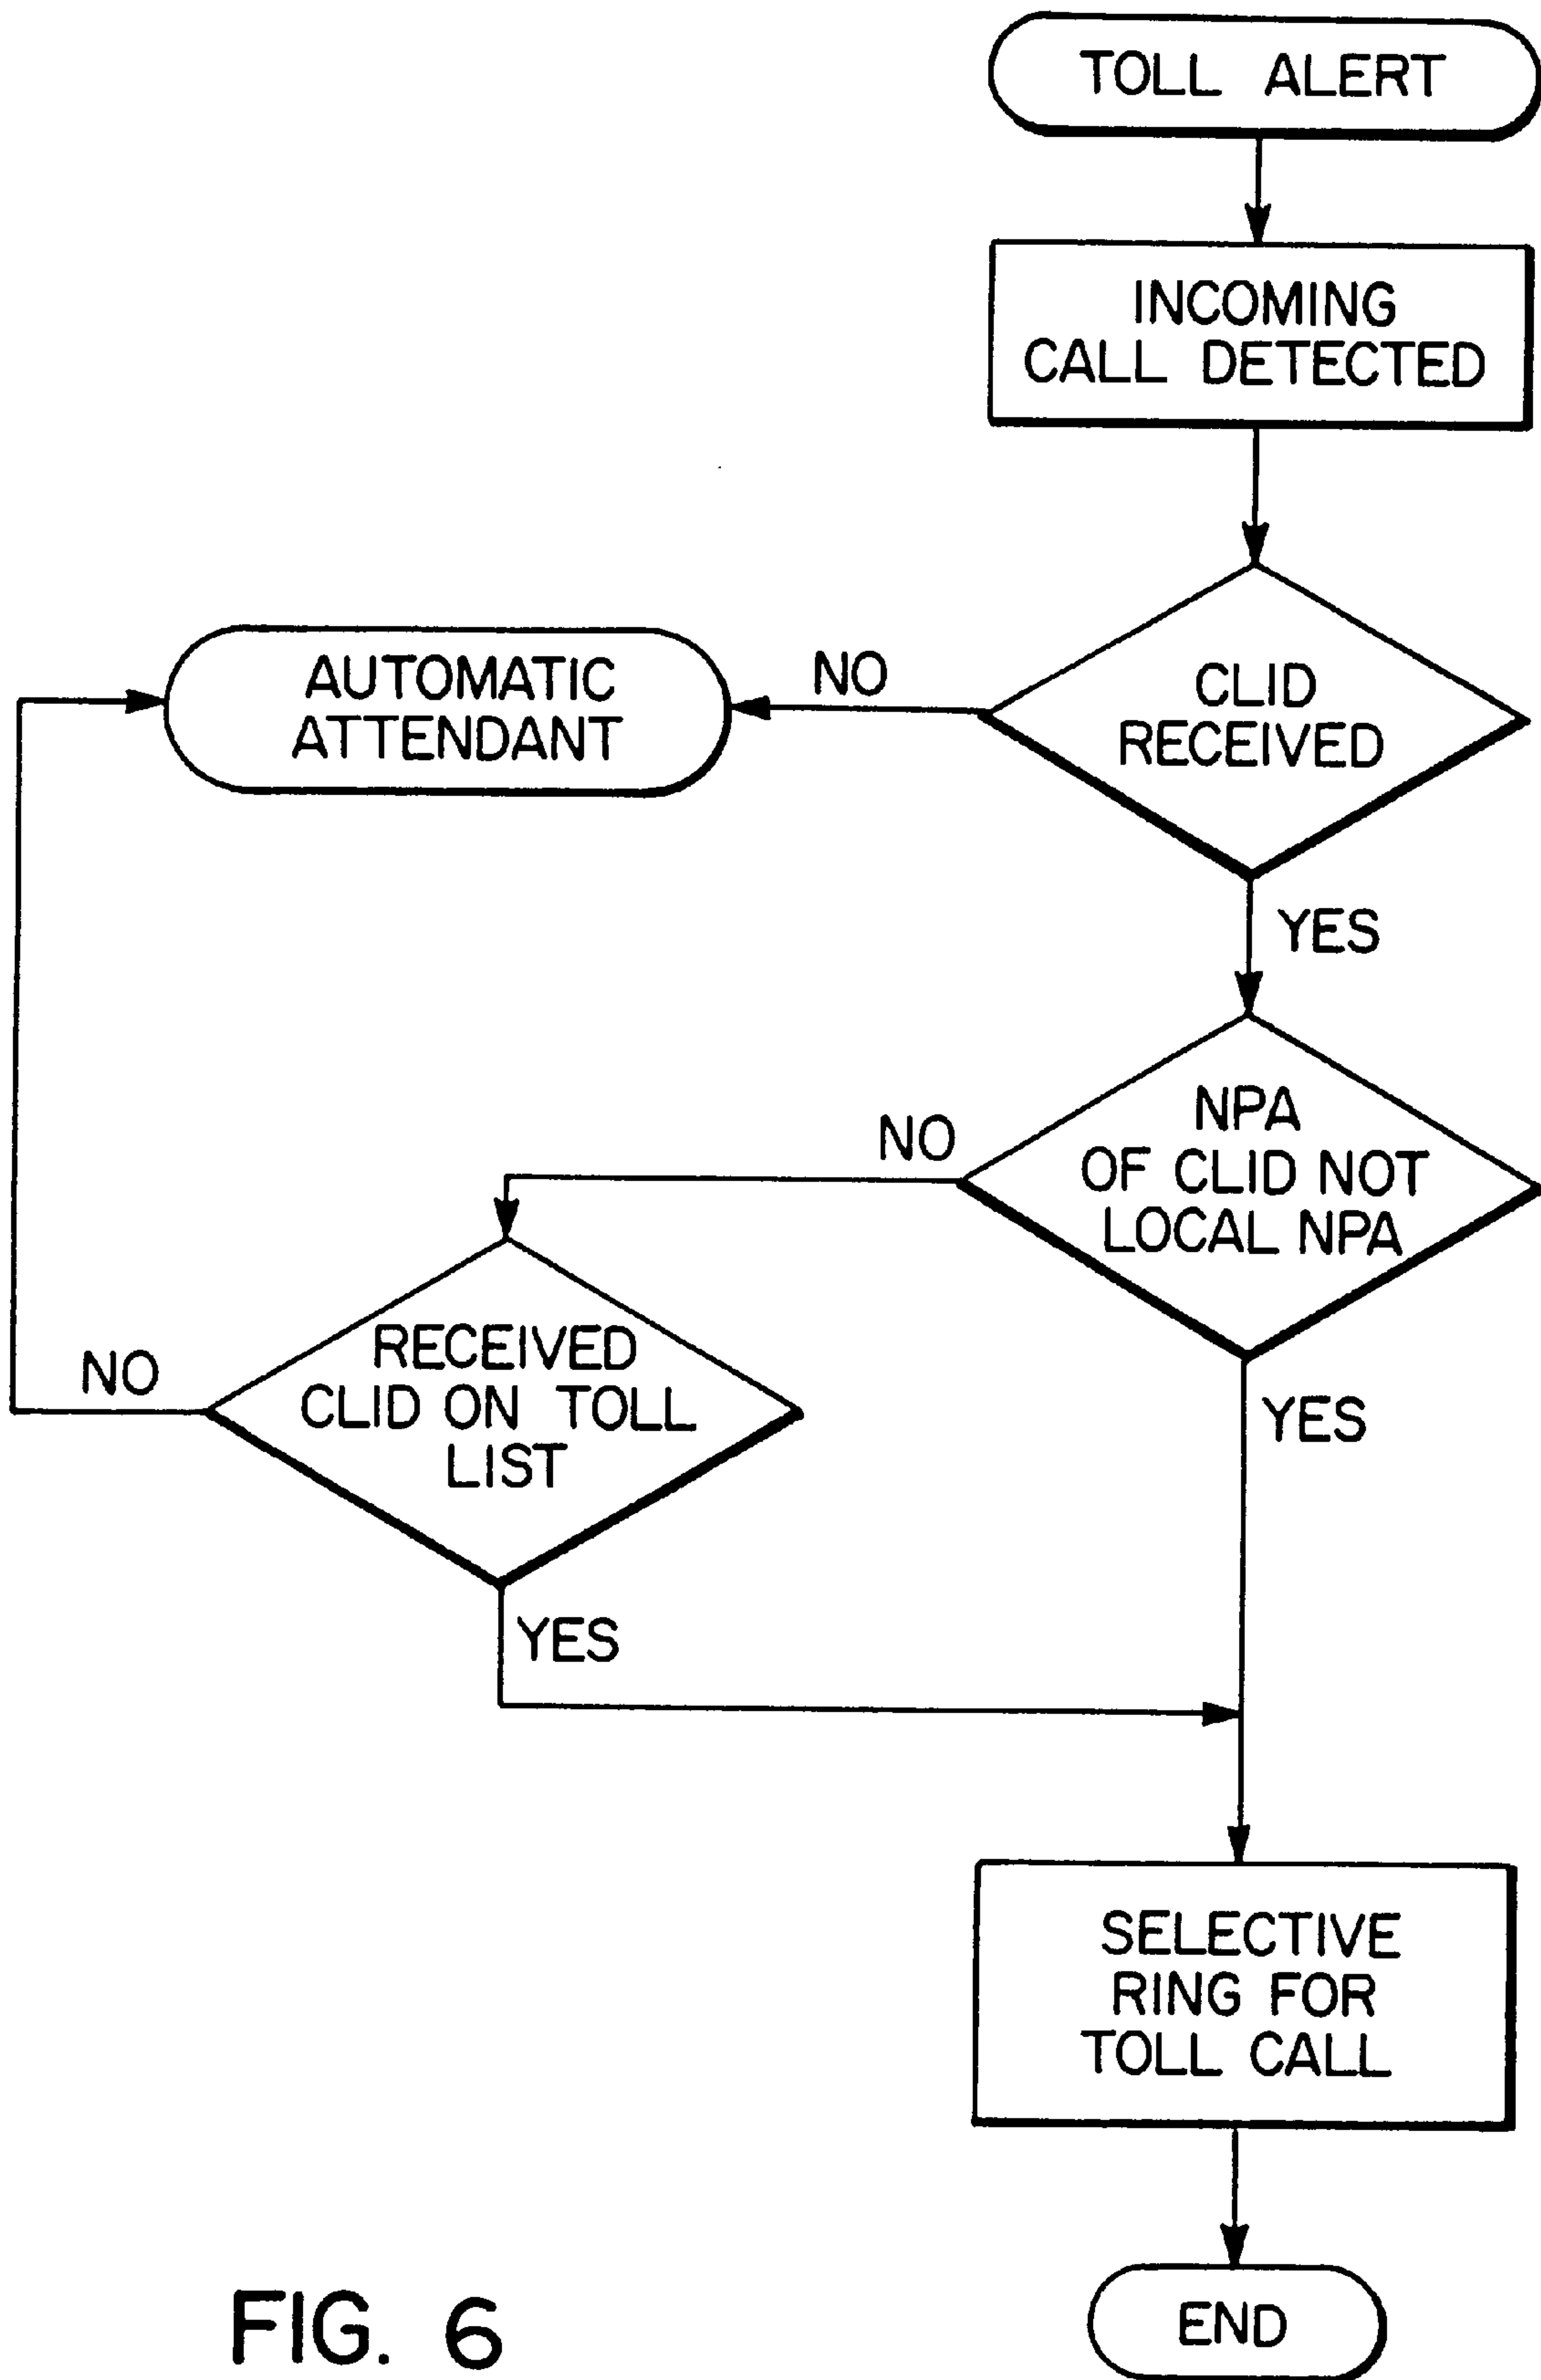 TOLL ALERT
INCOMING
CALL DETECTED
CLID
RECEIVED
NO
AUTOMATIC
ATTENDANT
YES
NPA
OF CLID NOT
LOCAL NPA
NO
RECEIVED
CLID ON TOLL
LIST
NO
YES
YES
SELECTIVE
RING FOR
TOLL CALL
END
FIG. 6